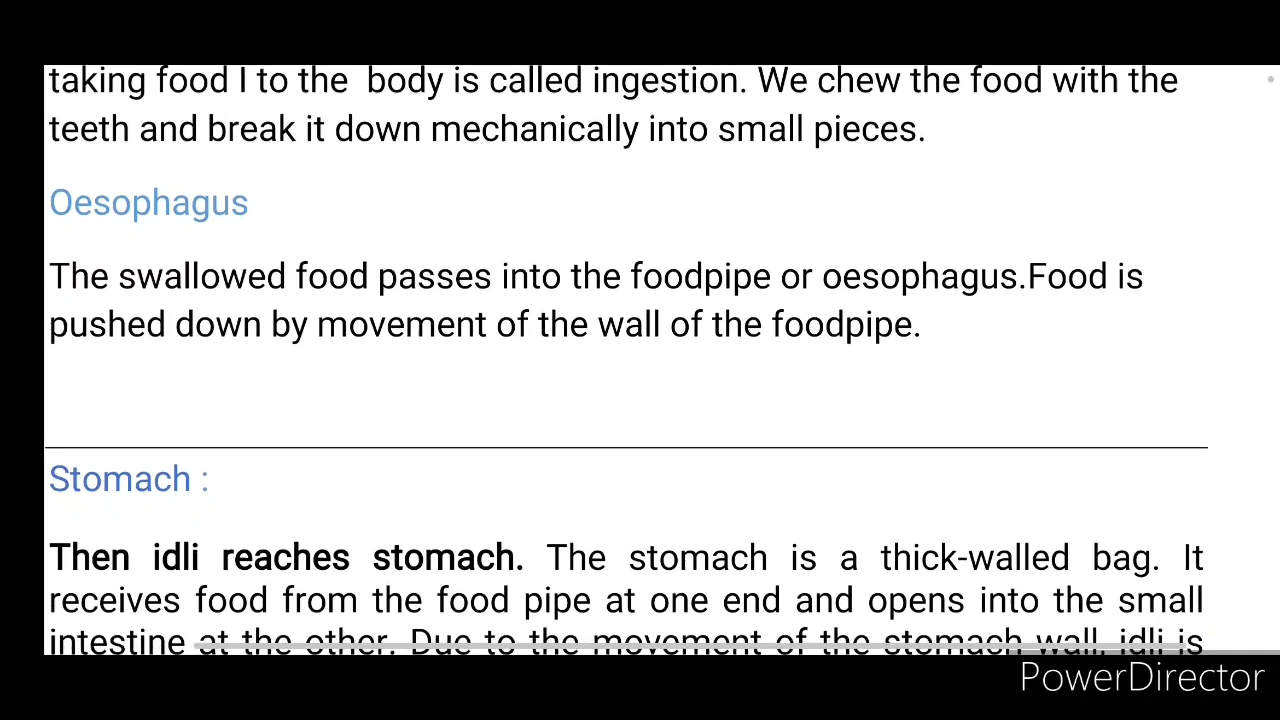 taking food I to the  body is called ingestion. We chew the food with the
teeth and break it down mechanically into small pieces.
Oesophagus
The swallowed food passes into the foodpipe or oesophagus.Food is
pushed down by movement of the wall of the foodpipe.
Stomach :
Then idli reaches stomach. The stomach is a thick-walled bag. It
receives food from the food pipe at one end and opens into the small
intestine at the other. Due to the movement of the stomach wall, idli is
PowerDirector